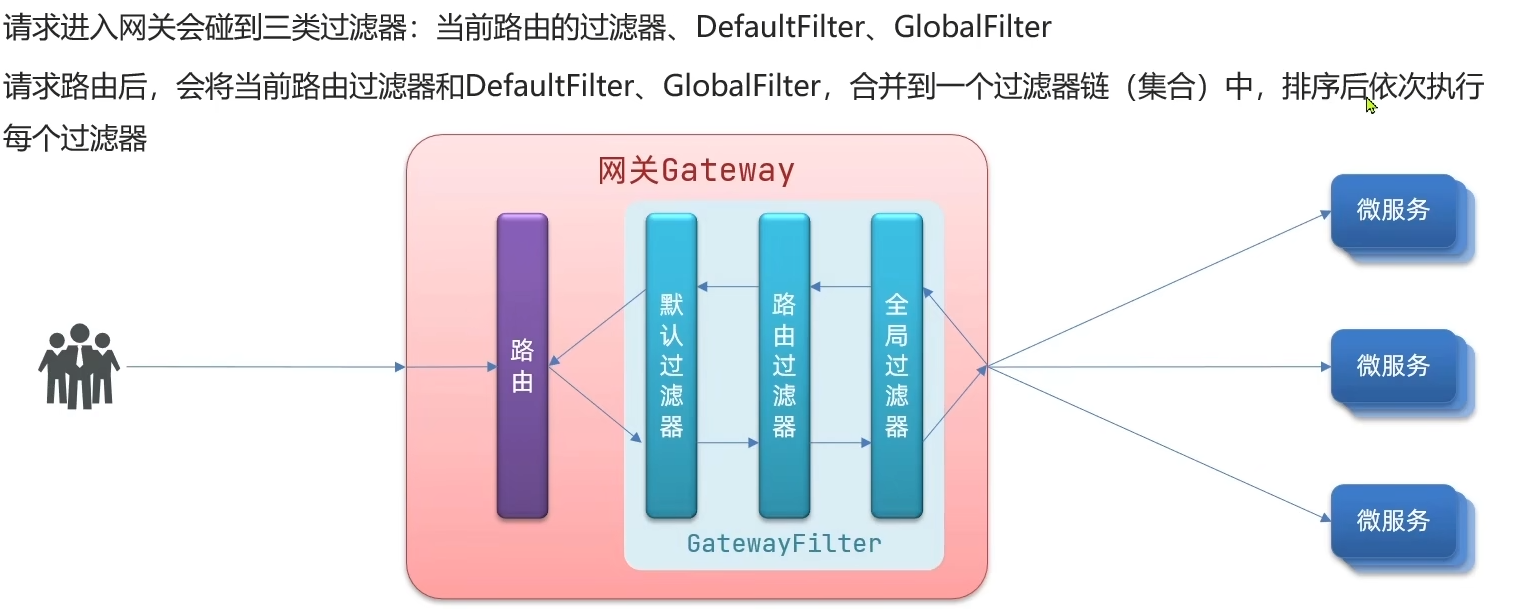 请求进入网关会碰到三类过滤器：当前路由的过滤器、DefaultFilter、GlobalFilter
请求路由后，会将当前路由过滤器和DefaultFilter、GlobalFilter，合并到一个过滤器链（集合）中，排序后依次执行
每个过滤器
网关Gateway
路由
默认过滤器
路由过滤器
全局过滤器
GatewayFilter
微服务
微服务
微服务